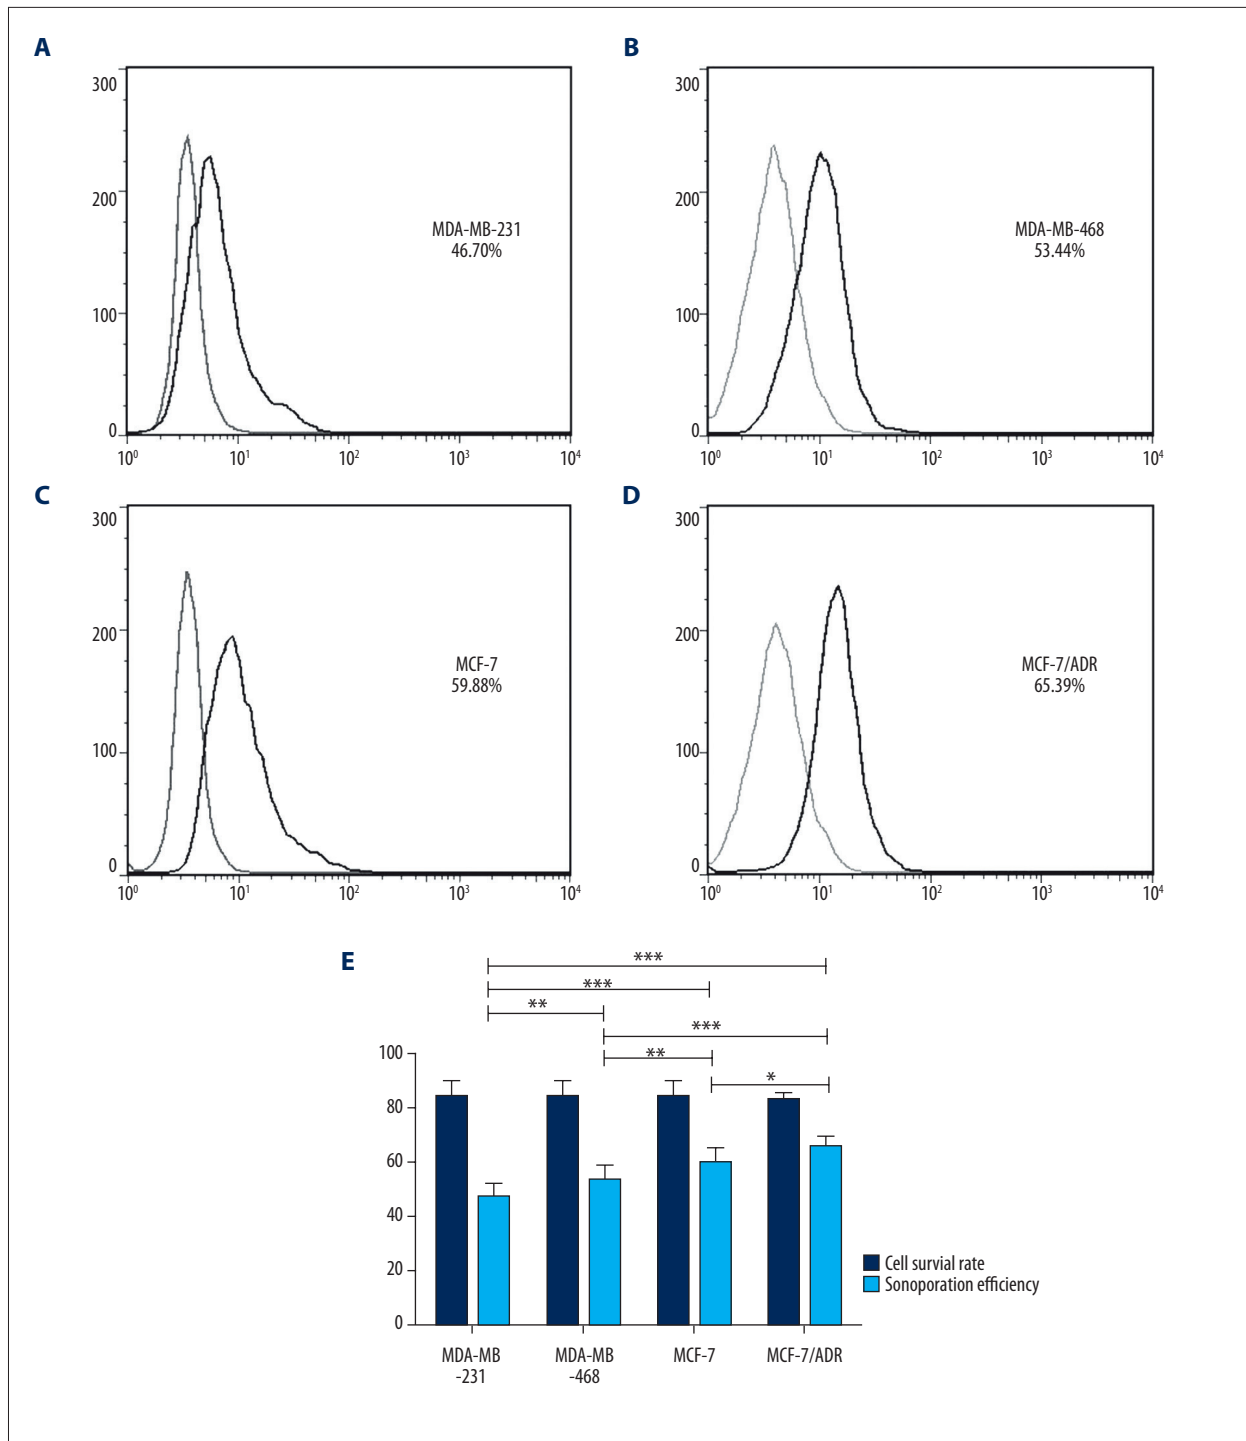 A
300
200
100
0
MDA-MB-231
46.70%
10⁰ 10¹ 10² 10³ 10⁴
B
300
200
100
0
MDA-MB-468
53.44%
10⁰ 10¹ 10² 10³ 10⁴
C
300
200
100
0
MCF-7
59.88%
10⁰ 10¹ 10² 10³ 10⁴
D
300
200
100
0
MCF-7/ADR
65.39%
10⁰ 10¹ 10² 10³ 10⁴
E
***
***
**
***
**
*
100
80
60
40
20
0
MDA-MB
-231
MDA-MB
-468
MCF-7
MCF-7/ADR
Cell survial rate
Sonoporation efficiency